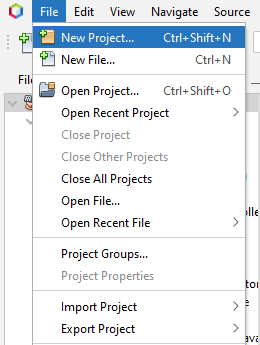 File Edit View Navigate Source
New Project... Ctrl+Shift+N
New File... Ctrl+N
Open Project... Ctrl+Shift+O
Open Recent Project
Close Project
Close Other Projects
Close All Projects
Open File...
Open Recent File
Project Groups...
Project Properties
Import Project
Export Project